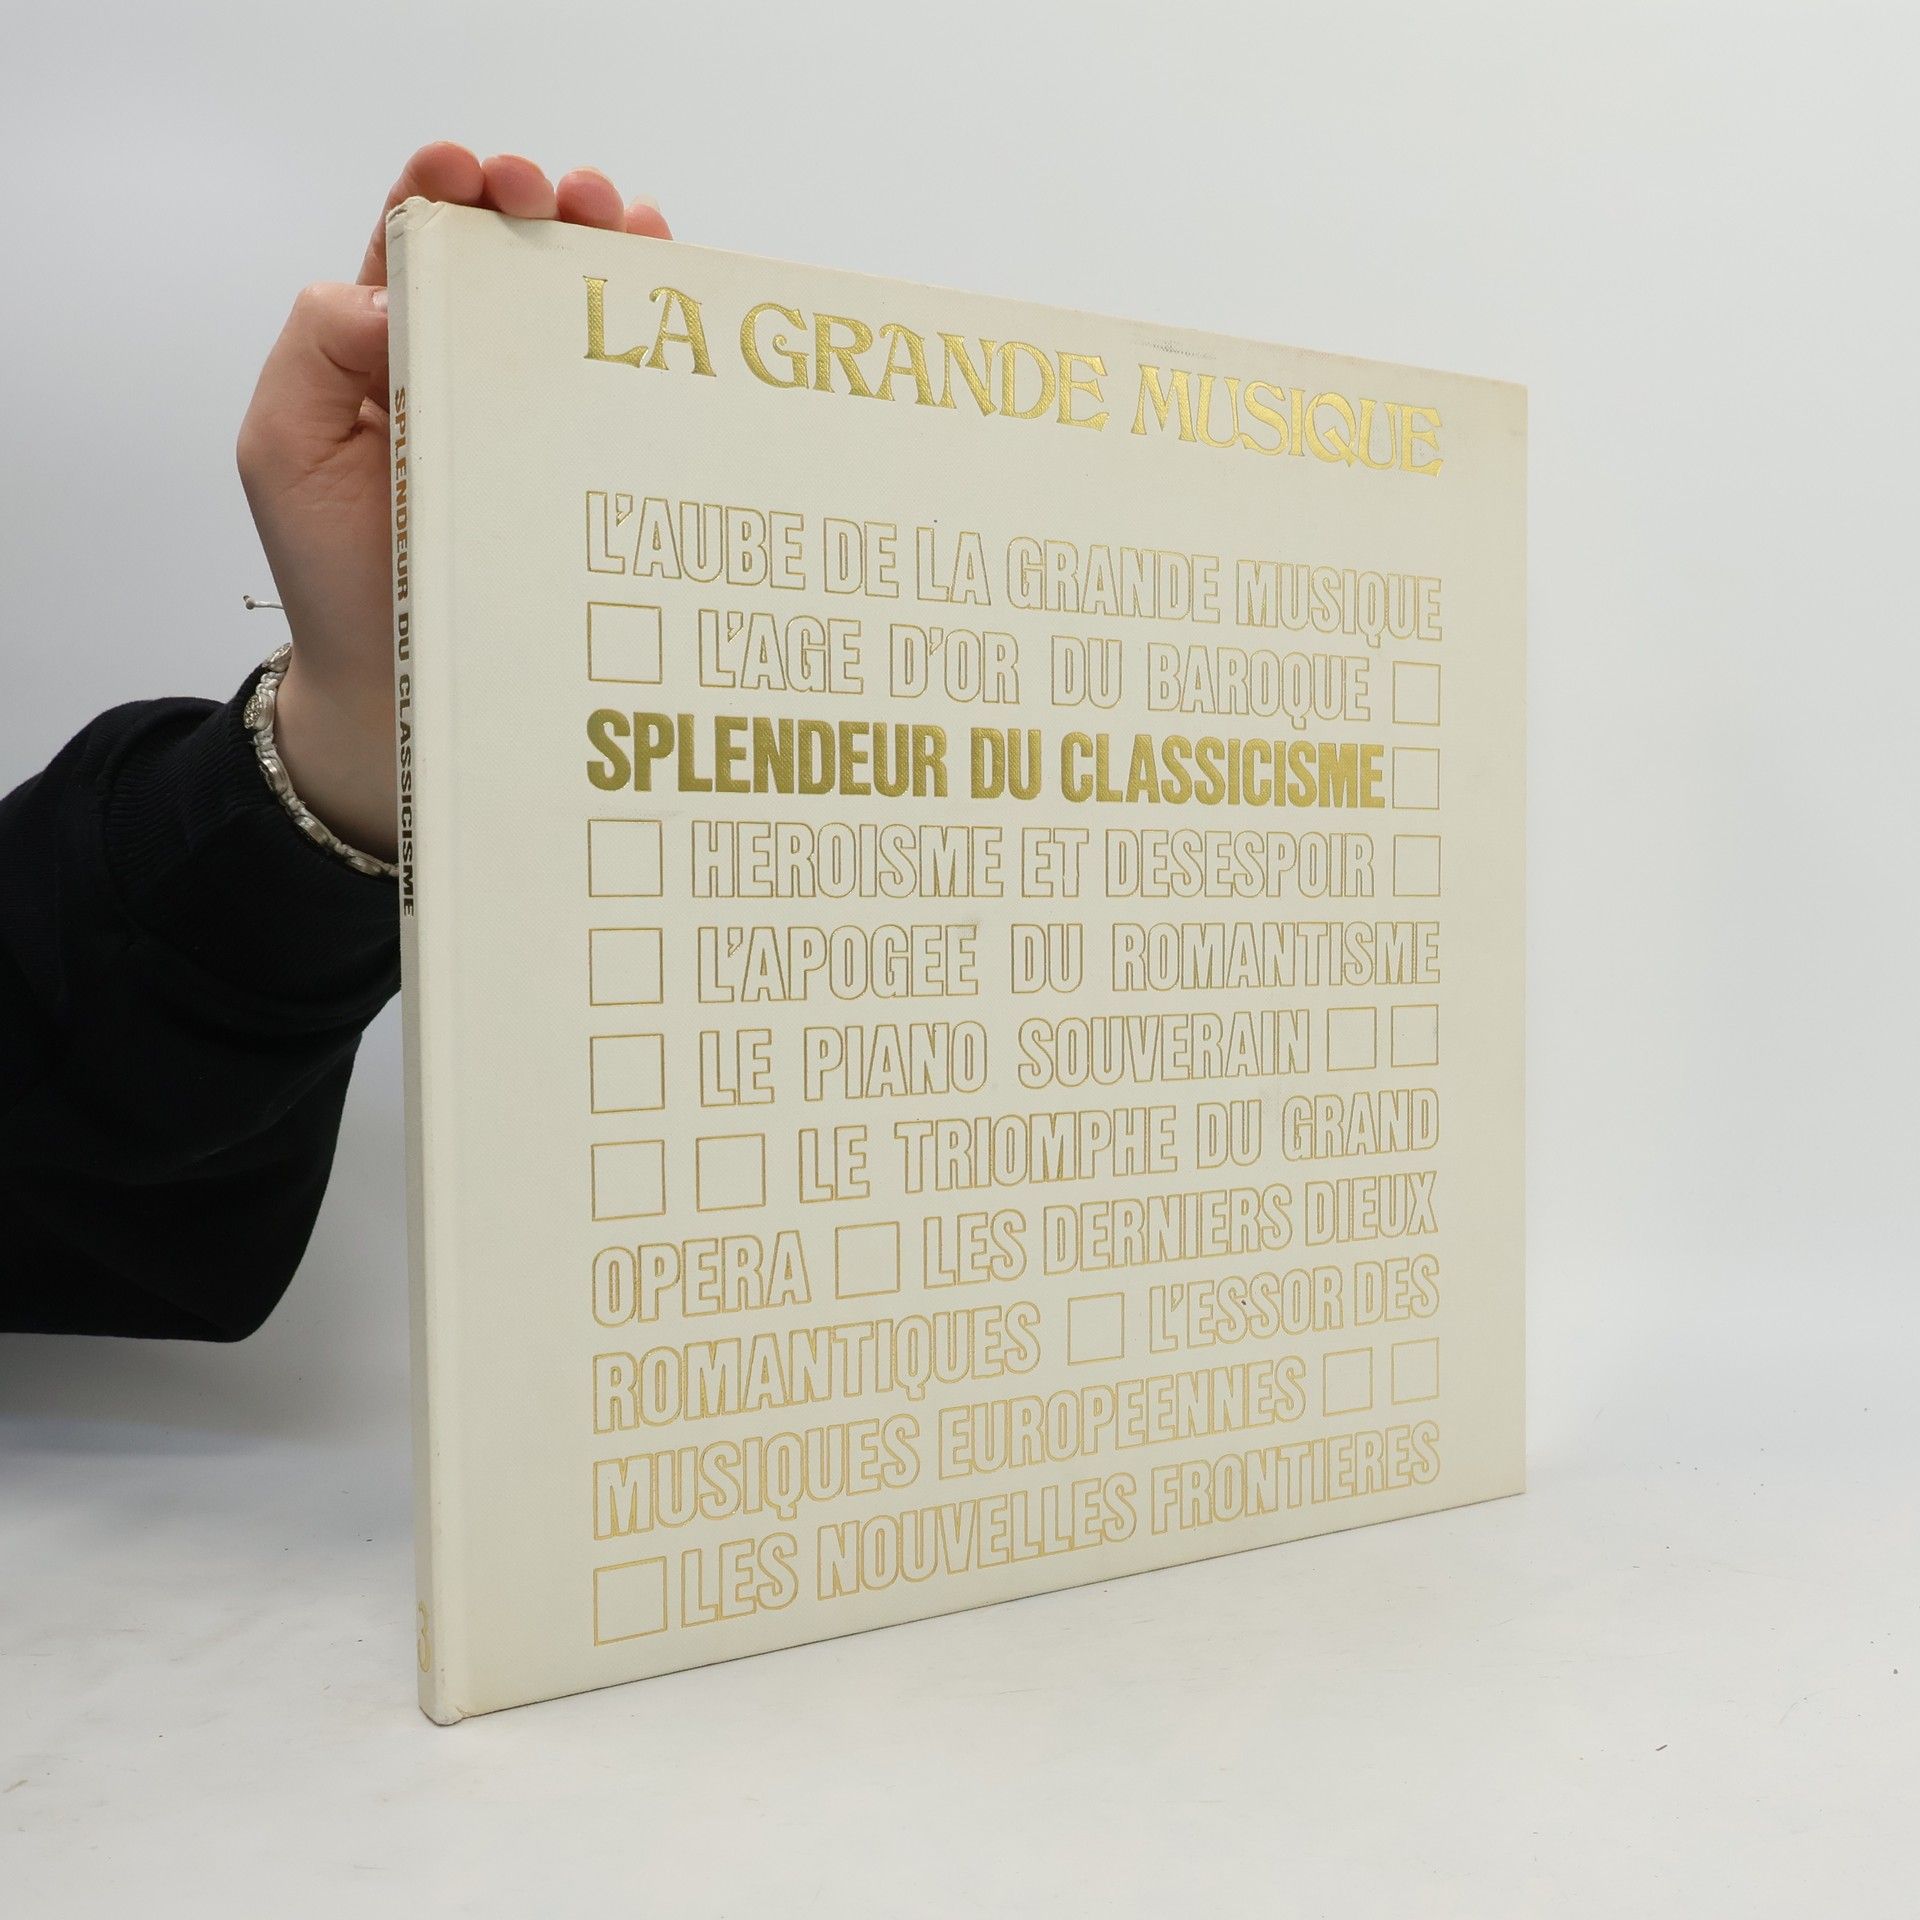 LA GRANDE MUSIQUE
L'AUBE DE LA GRANDE MUSIQUE
L'AGE D'OR DU BAROQUE
SPLENDEUR DU CLASSICISME
HEROISME ET DESESPOIR
L'APOGEE DU ROMANTISME
LE PIANO SOUVERAIN
LE TRIOMPHE DU GRAND
OPERA LES DERNIERS DIEUX
ROMANTIQUES L'ESSOR DES
MUSIQUES EUROPEENNES
LES NOUVELLES FRONTIERES
SPLENDEUR DU CLASSICISME
3